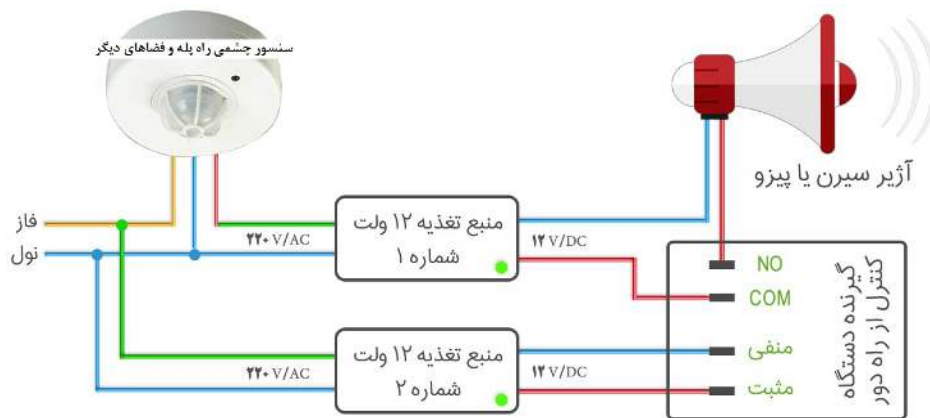 سنسور چشمی راه پله و فضاهای دیگر
آژیر سیرن یا پیزو
فاز
نول
۲۲۰ V/AC
منبع تغذیه ۱۲ ولت
شماره ۱
۱۲ V/DC
NO
COM
منفی
مثبت
گیرنده دستگاه
کنترل از راه دور
۲۲۰ V/AC
منبع تغذیه ۱۲ ولت
شماره ۲
۱۲ V/DC